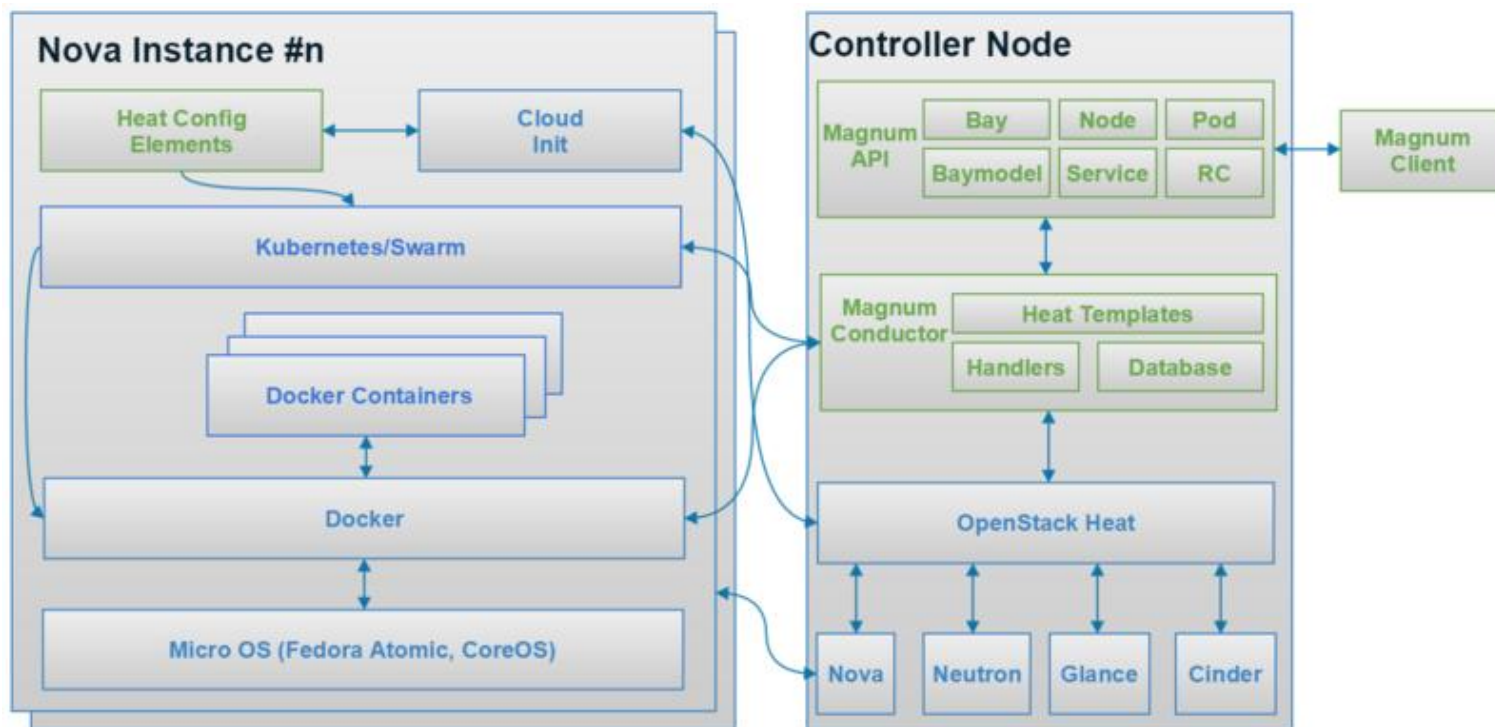 Nova Instance #n
Heat Config
Elements
Cloud
Init
Kubernetes/Swarm
Docker Containers
Docker
Micro OS (Fedora Atomic, CoreOS)
Controller Node
Magnum
API
Bay
Node
Pod
Baymodel
Service
RC
Magnum
Conductor
Heat Templates
Handlers
Database
OpenStack Heat
Nova
Neutron
Glance
Cinder
Magnum
Client